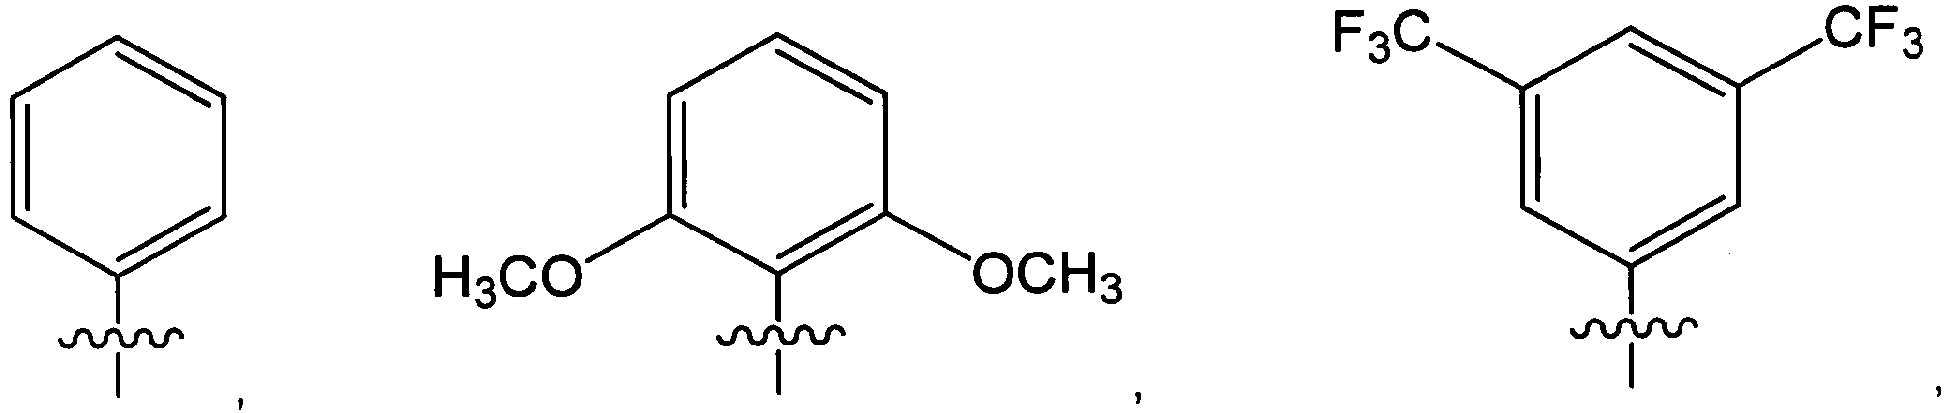 F₃C CF₃
H₃CO OCH₃
, , ,